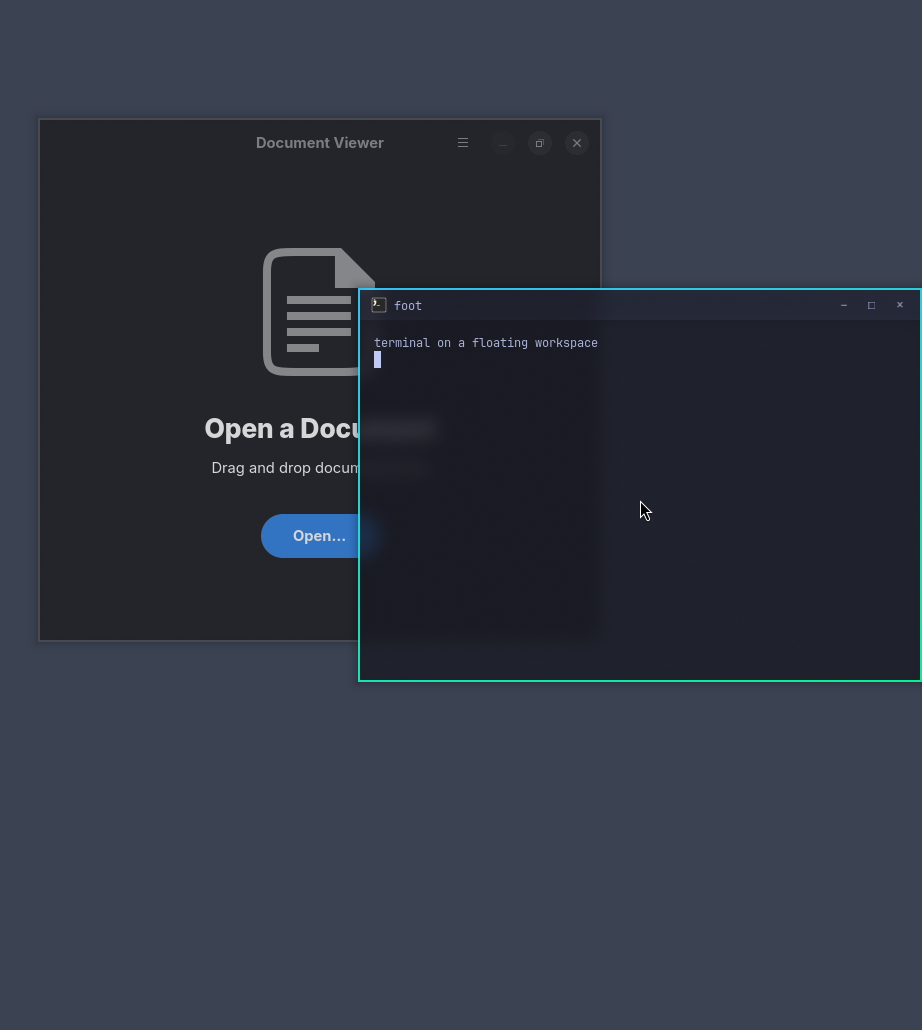 Document Viewer
foot
terminal on a floating workspace
Open a Docu
Drag and drop docum
Open...